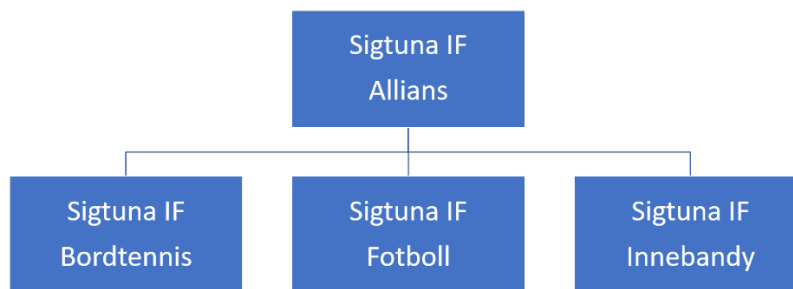 Sigtuna IF
Allians
Sigtuna IF
Bordtennis
Sigtuna IF
Fotboll
Sigtuna IF
Innebandy